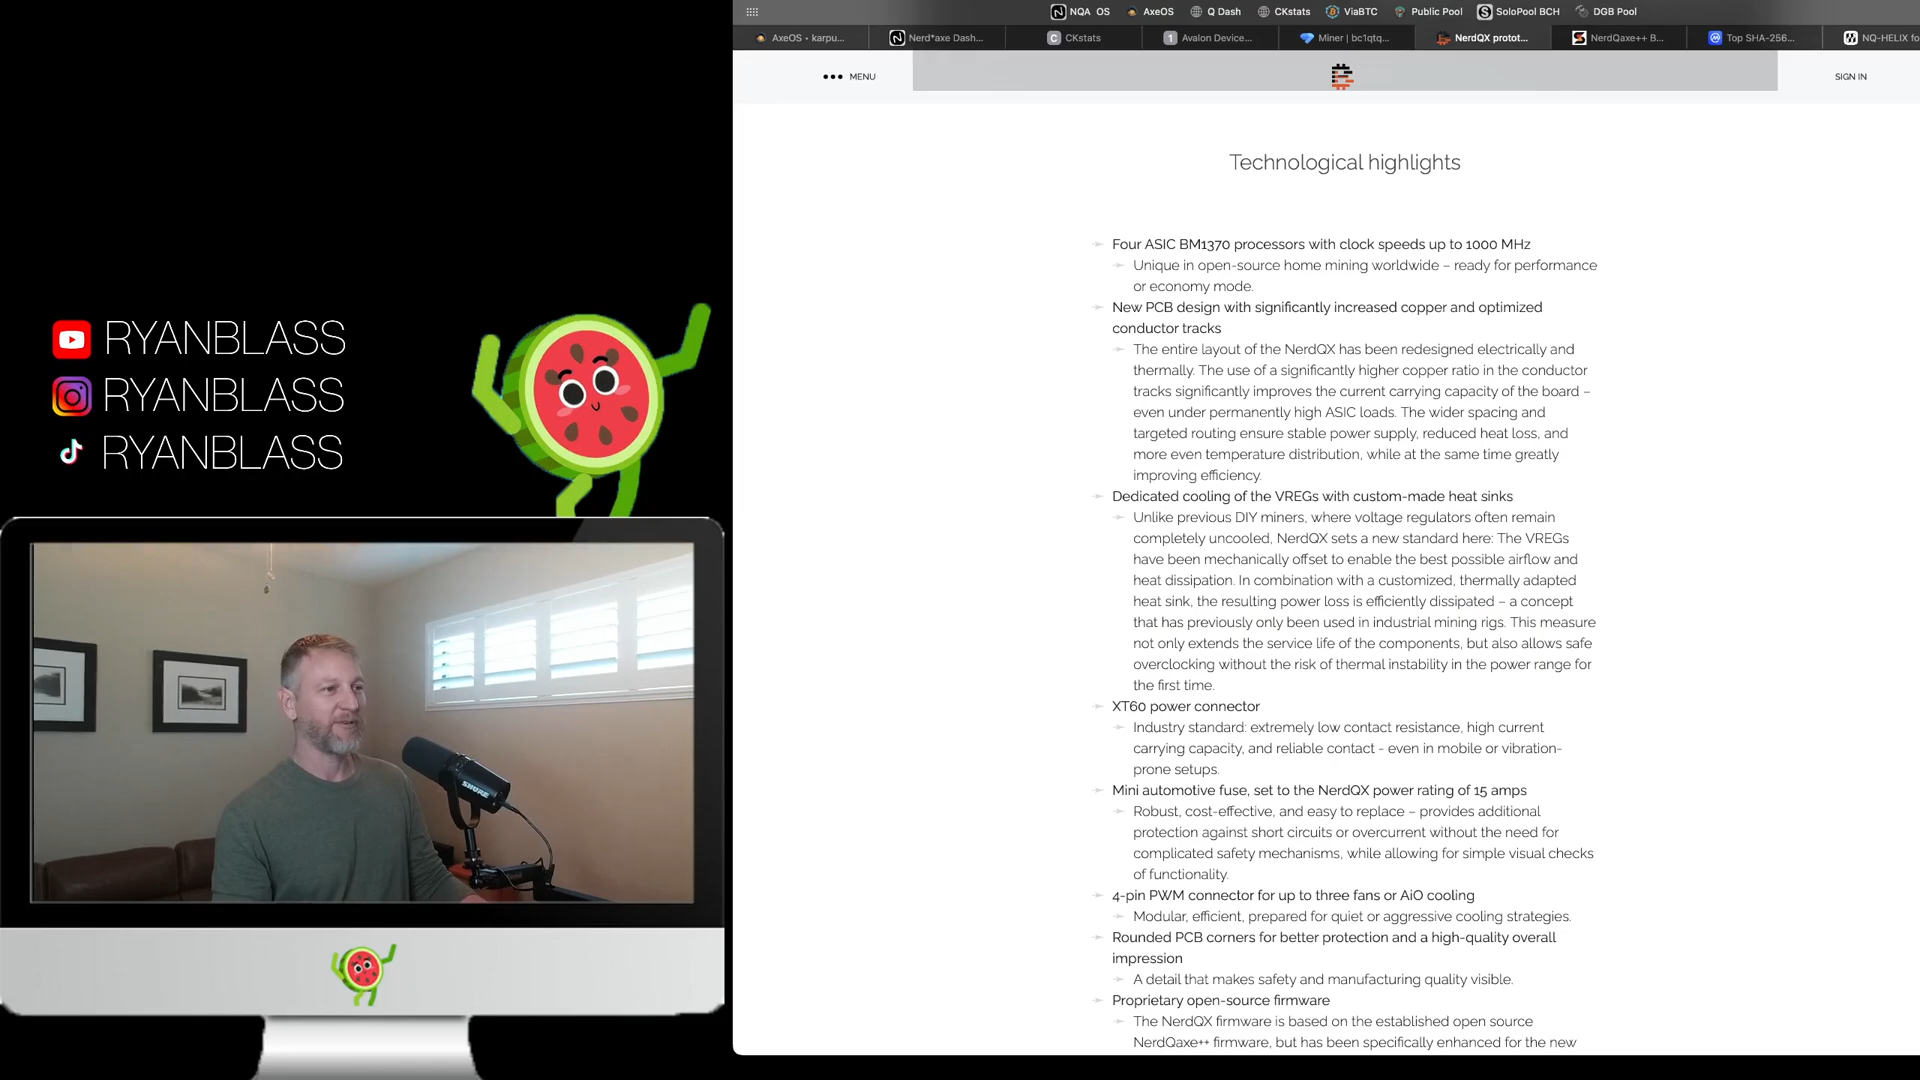 NQA OS
AxeOS
Q Dash
CKstats
ViaBTC
Public Pool
SoloPool BCH
DGB Pool
AxeOS • karpu...
Nerd*axe Dash...
C
CKstats
1
Avalon Device...
Miner | bc1qtq...
NerdQX protot...
NerdQaxe++ B...
Top SHA-256...
NQ-HELIX fo
MENU
SIGN IN
Technological highlights
Four ASIC BM1370 processors with clock speeds up to 1000 MHz
Unique in open-source home mining worldwide – ready for performance
or economy mode.
New PCB design with significantly increased copper and optimized
conductor tracks
The entire layout of the NerdQX has been redesigned electrically and
thermally. The use of a significantly higher copper ratio in the conductor
tracks significantly improves the current carrying capacity of the board –
even under permanently high ASIC loads. The wider spacing and
targeted routing ensure stable power supply, reduced heat loss, and
more even temperature distribution, while at the same time greatly
improving efficiency.
Dedicated cooling of the VREGs with custom-made heat sinks
Unlike previous DIY miners, where voltage regulators often remain
completely uncooled, NerdQX sets a new standard here: The VREGs
have been mechanically offset to enable the best possible airflow and
heat dissipation. In combination with a customized, thermally adapted
heat sink, the resulting power loss is efficiently dissipated – a concept
that has previously only been used in industrial mining rigs. This measure
not only extends the service life of the components, but also allows safe
overclocking without the risk of thermal instability in the power range for
the first time.
XT60 power connector
Industry standard: extremely low contact resistance, high current
carrying capacity, and reliable contact - even in mobile or vibration-
prone setups.
Mini automotive fuse, set to the NerdQX power rating of 15 amps
Robust, cost-effective, and easy to replace – provides additional
protection against short circuits or overcurrent without the need for
complicated safety mechanisms, while allowing for simple visual checks
of functionality.
4-pin PWM connector for up to three fans or AiO cooling
Modular, efficient, prepared for quiet or aggressive cooling strategies.
Rounded PCB corners for better protection and a high-quality overall
impression
A detail that makes safety and manufacturing quality visible.
Proprietary open-source firmware
The NerdQX firmware is based on the established open source
NerdQaxe++ firmware, but has been specifically enhanced for the new
RYANBLASS
RYANBLASS
RYANBLASS
SHURE